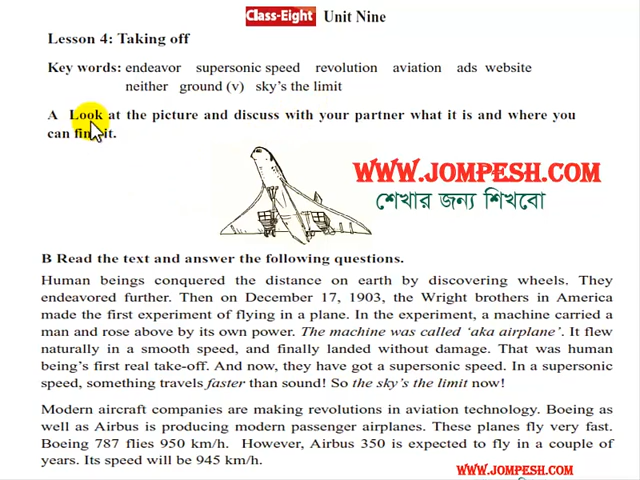 Class-Eight Unit Nine
Lesson 4: Taking off
Key words: endeavor supersonic speed revolution aviation ads website
neither ground (v) sky's the limit
A Look at the picture and discuss with your partner what it is and where you
can find it.
WWW.JOMPESH.COM
শেখার জন্য শিখবো
B Read the text and answer the following questions.
Human beings conquered the distance on earth by discovering wheels. They
endeavored further. Then on December 17, 1903, the Wright brothers in America
made the first experiment of flying in a plane. In the experiment, a machine carried a
man and rose above by its own power. The machine was called 'aka airplane'. It flew
naturally in a smooth speed, and finally landed without damage. That was human
being's first real take-off. And now, they have got a supersonic speed. In a supersonic
speed, something travels faster than sound! So the sky's the limit now!
Modern aircraft companies are making revolutions in aviation technology. Boeing as
well as Airbus is producing modern passenger airplanes. These planes fly very fast.
Boeing 787 flies 950 km/h. However, Airbus 350 is expected to fly in a couple of
years. Its speed will be 945 km/h.
WWW.JOMPESH.COM